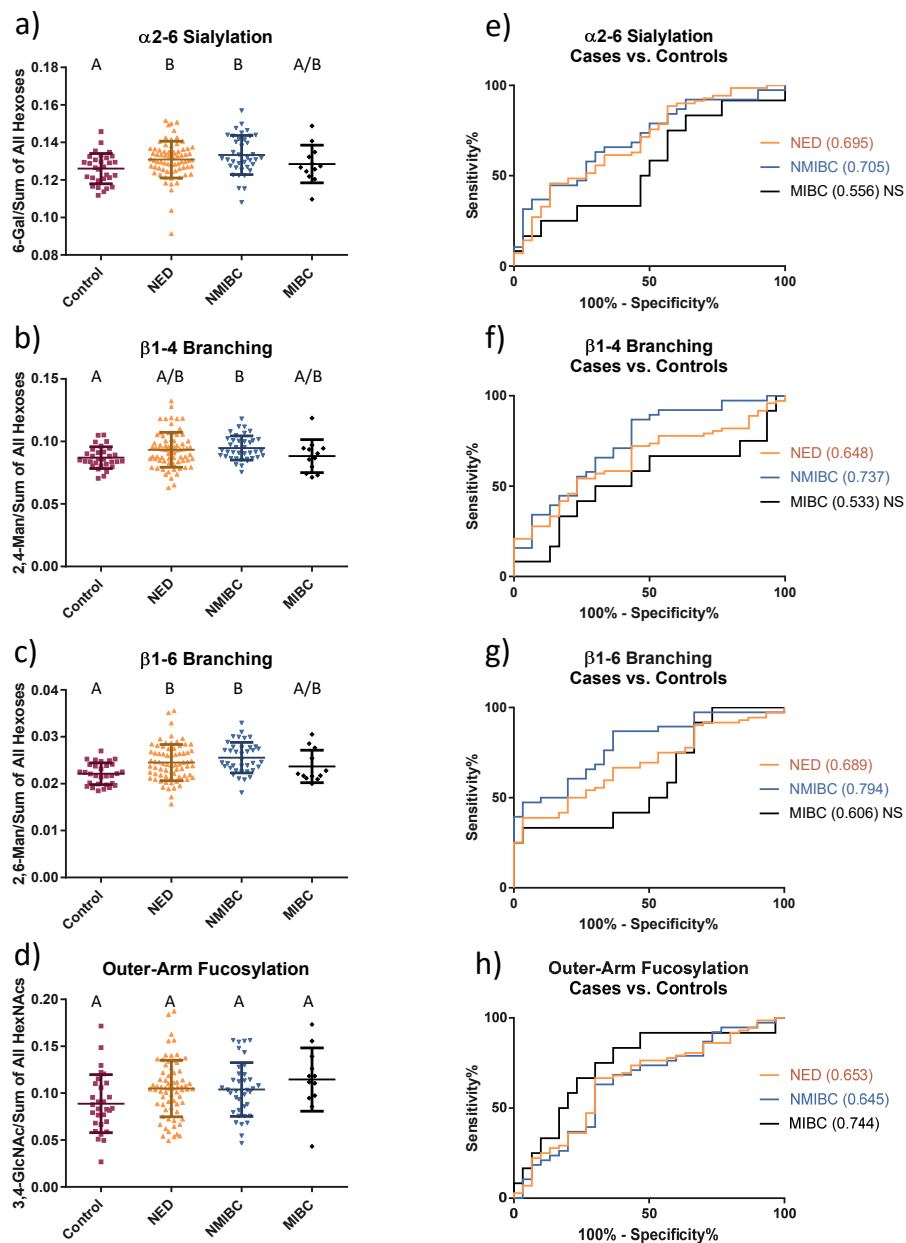 a)
α2-6 Sialylation
A B B A/B
6-Gal/Sum of All Hexoses
0.18
0.16
0.14
0.12
0.10
0.08
Control NED NMIBC MIBC
e)
α2-6 Sialylation
Cases vs. Controls
Sensitivity%
100
50
0
0 50 100
100% - Specificity%
NED (0.695)
NMIBC (0.705)
MIBC (0.556) NS
b)
β1-4 Branching
A A/B B A/B
2,4-Man/Sum of All Hexoses
0.15
0.10
0.05
0.00
Control NED NMIBC MIBC
f)
β1-4 Branching
Cases vs. Controls
Sensitivity%
100
50
0
0 50 100
100% - Specificity%
NED (0.648)
NMIBC (0.737)
MIBC (0.533) NS
c)
β1-6 Branching
A B B A/B
2,6-Man/Sum of All Hexoses
0.04
0.03
0.02
0.01
0.00
Control NED NMIBC MIBC
g)
β1-6 Branching
Cases vs. Controls
Sensitivity%
100
50
0
0 50 100
100% - Specificity%
NED (0.689)
NMIBC (0.794)
MIBC (0.606) NS
d)
Outer-Arm Fucosylation
A A A A
3,4-GlcNAc/Sum of All HexNAcs
0.20
0.15
0.10
0.05
0.00
Control NED NMIBC MIBC
h)
Outer-Arm Fucosylation
Cases vs. Controls
Sensitivity%
100
50
0
0 50 100
100% - Specificity%
NED (0.653)
NMIBC (0.645)
MIBC (0.744)